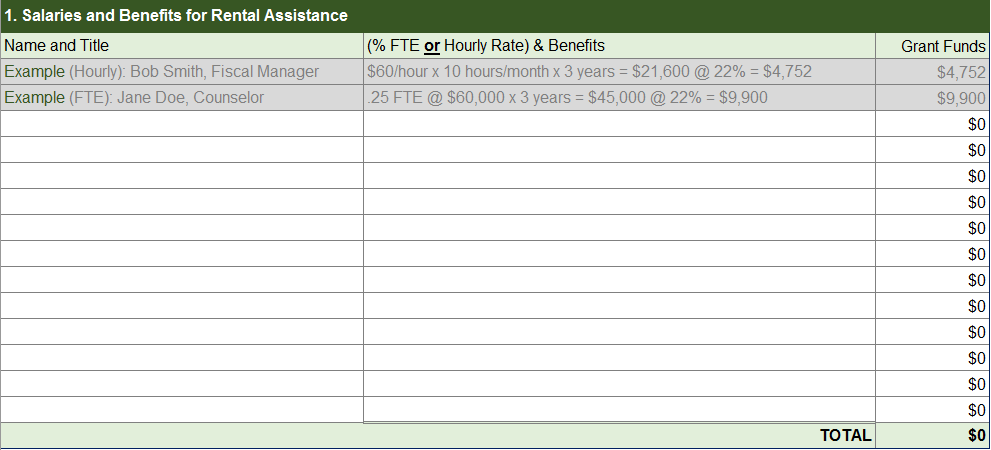 1. Salaries and Benefits for Rental Assistance
Name and Title (% FTE or Hourly Rate) & Benefits Grant Funds
Example (Hourly): Bob Smith, Fiscal Manager $60/hour x 10 hours/month x 3 years = $21,600 @ 22% = $4,752 $4,752
Example (FTE): Jane Doe, Counselor .25 FTE @ $60,000 x 3 years = $45,000 @ 22% = $9,900 $9,900
$0
$0
$0
$0
$0
$0
$0
$0
$0
$0
$0
$0
TOTAL $0